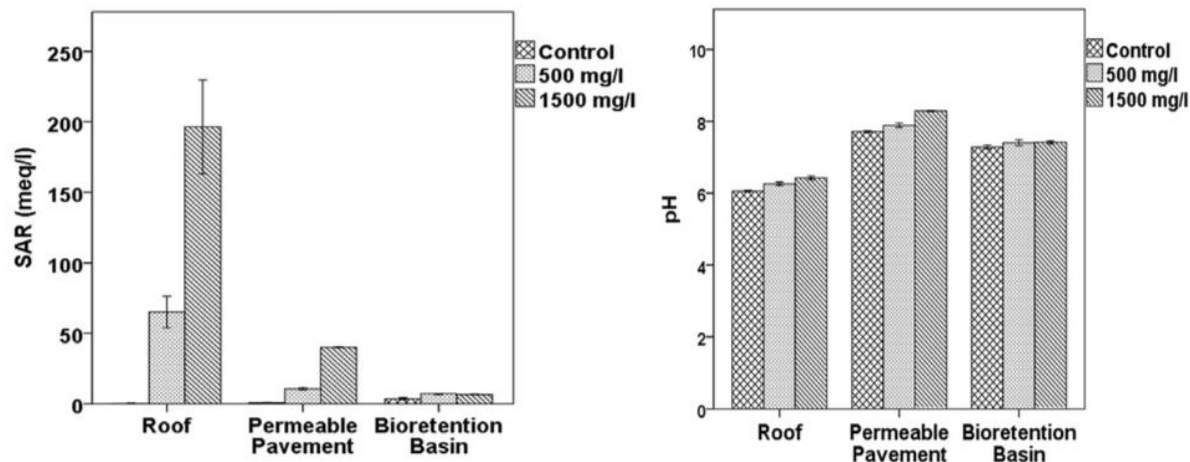 250
200
150
100
50
0
SAR (meq/l)
Roof
Permeable
Pavement
Bioretention
Basin
Control
500 mg/l
1500 mg/l
10
8
6
4
2
0
pH
Roof
Permeable
Pavement
Bioretention
Basin
Control
500 mg/l
1500 mg/l